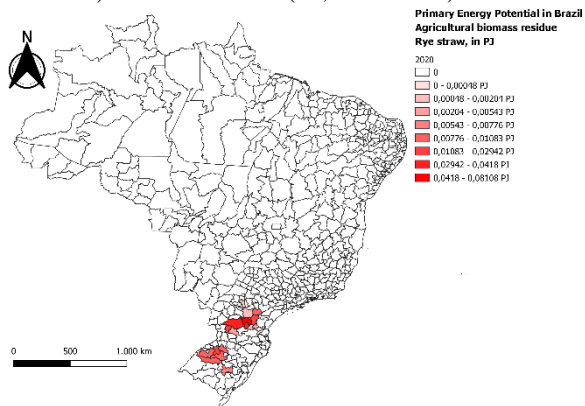 Primary Energy Potential in Brazil
Agricultural biomass residue
Rye straw, in PJ
2020
0
0 - 0,00048 PJ
0,00048 - 0,00204 PJ
0,00204 - 0,00543 PJ
0,00543 - 0,00776 PJ
0,00776 - 0,01083 PJ
0,01083 - 0,02942 PJ
0,02942 - 0,0418 PJ
0,0418 - 0,08108 PJ
N
0 500 1.000 km